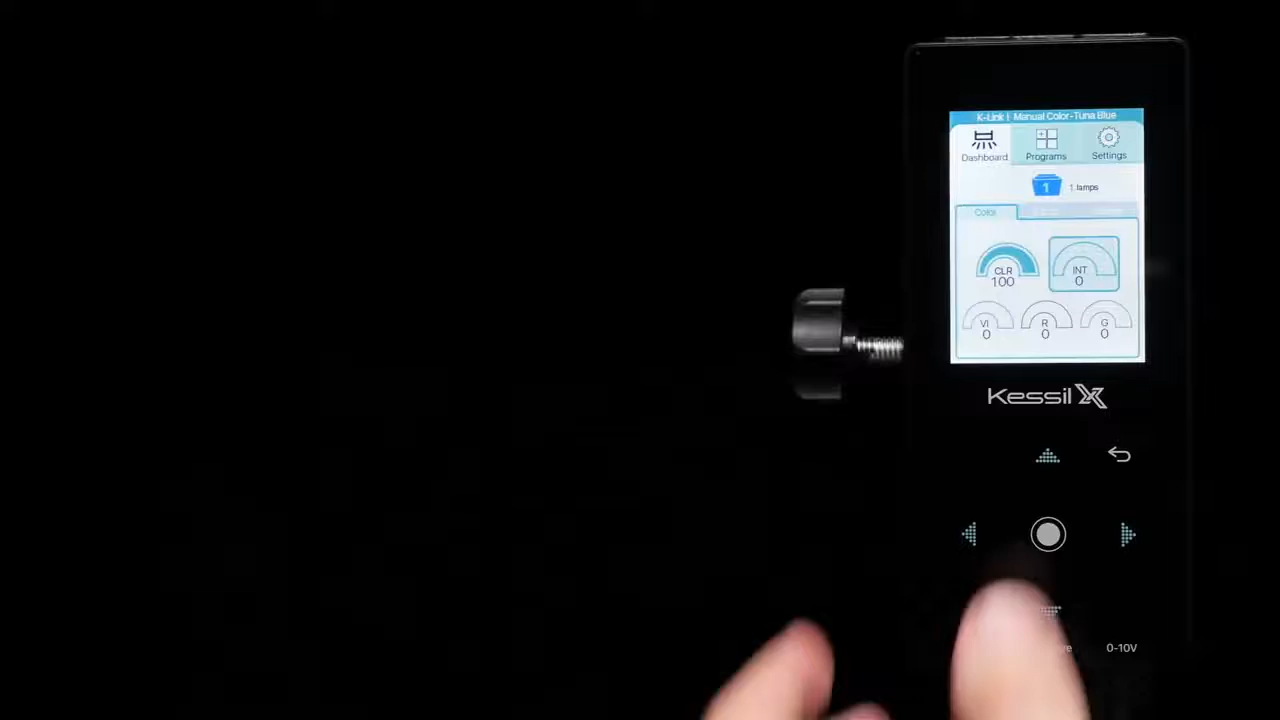 K-Link | Manual Color-Tuna Blue
Dashboard Programs Settings
1 1 lamps
Color
CLR
100
INT
0
VI
0
R
0
G
0
Kessil X
0-10V